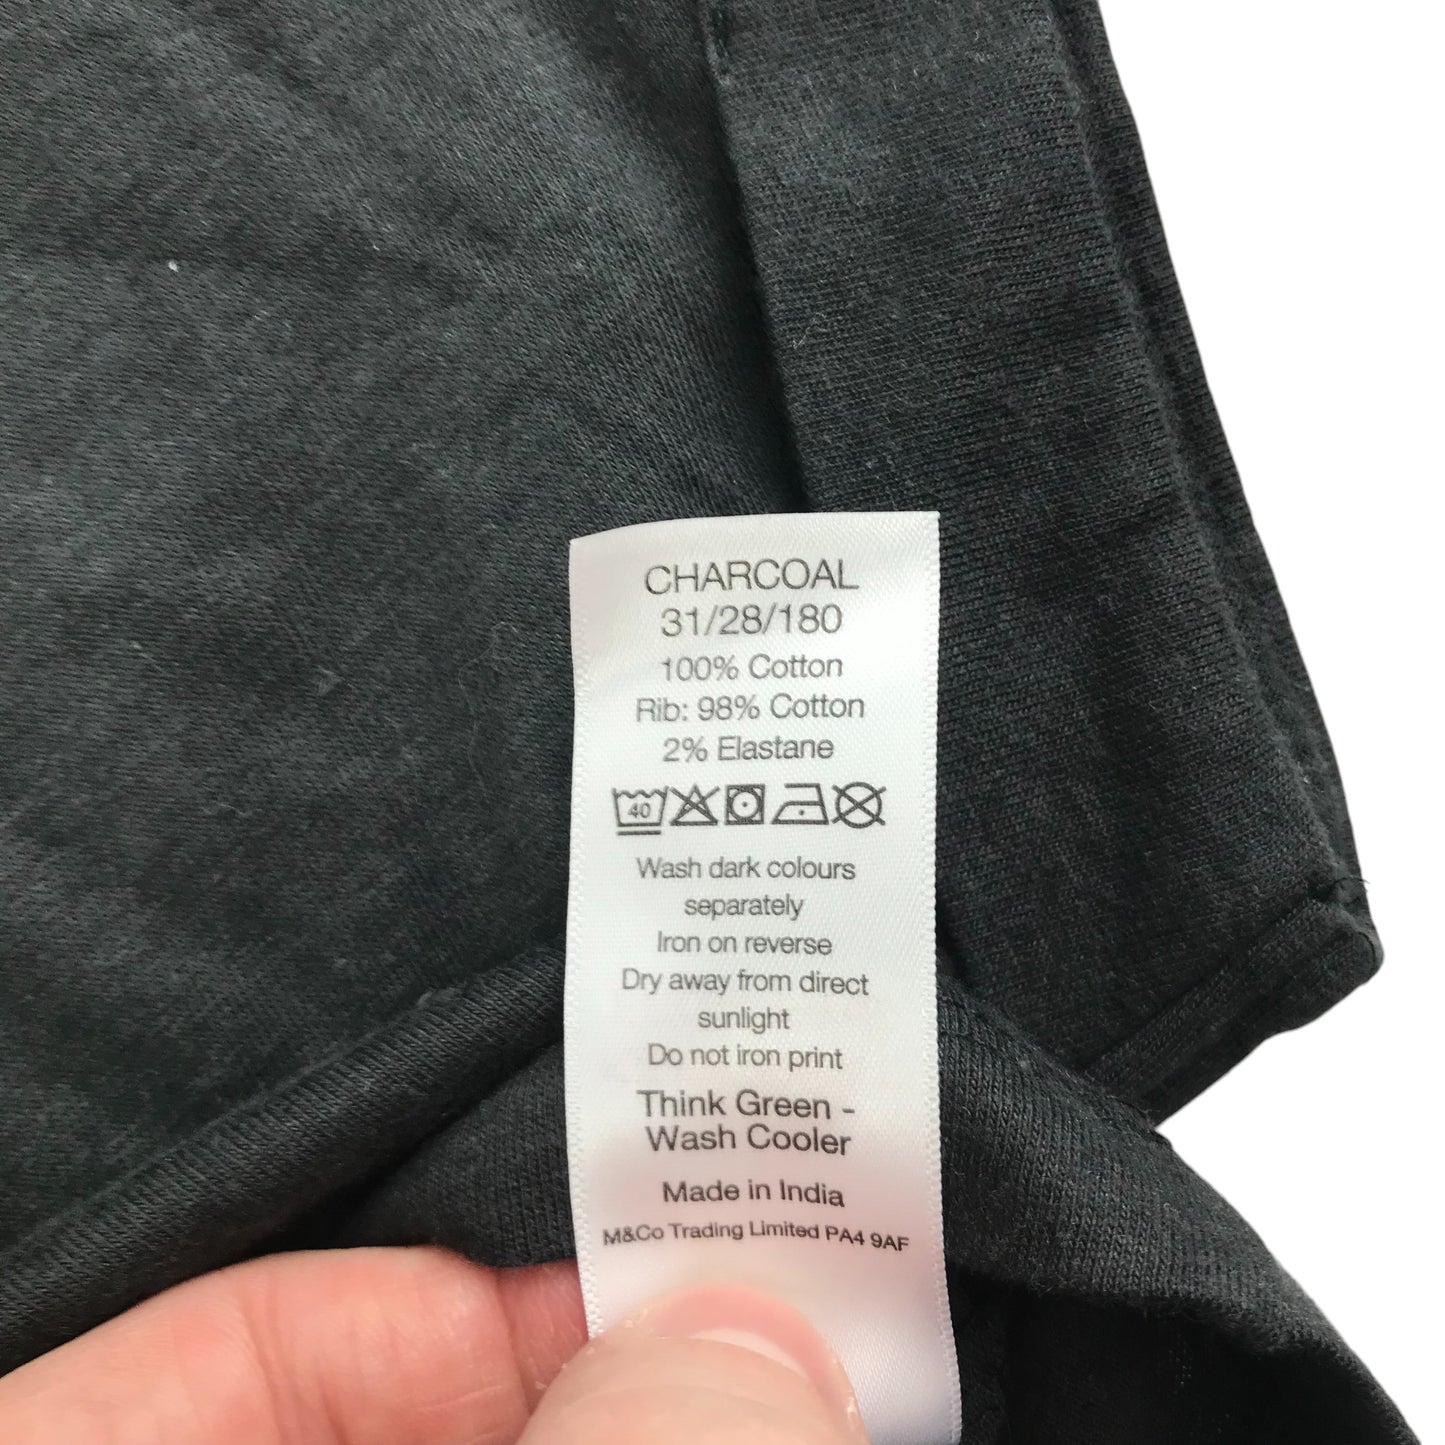 CHARCOAL
31/28/180
100% Cotton
Rib: 98% Cotton
2% Elastane
40
Wash dark colours
separately
Iron on reverse
Dry away from direct
sunlight
Do not iron print
Think Green -
Wash Cooler
Made in India
M&Co Trading Limited PA4 9AF